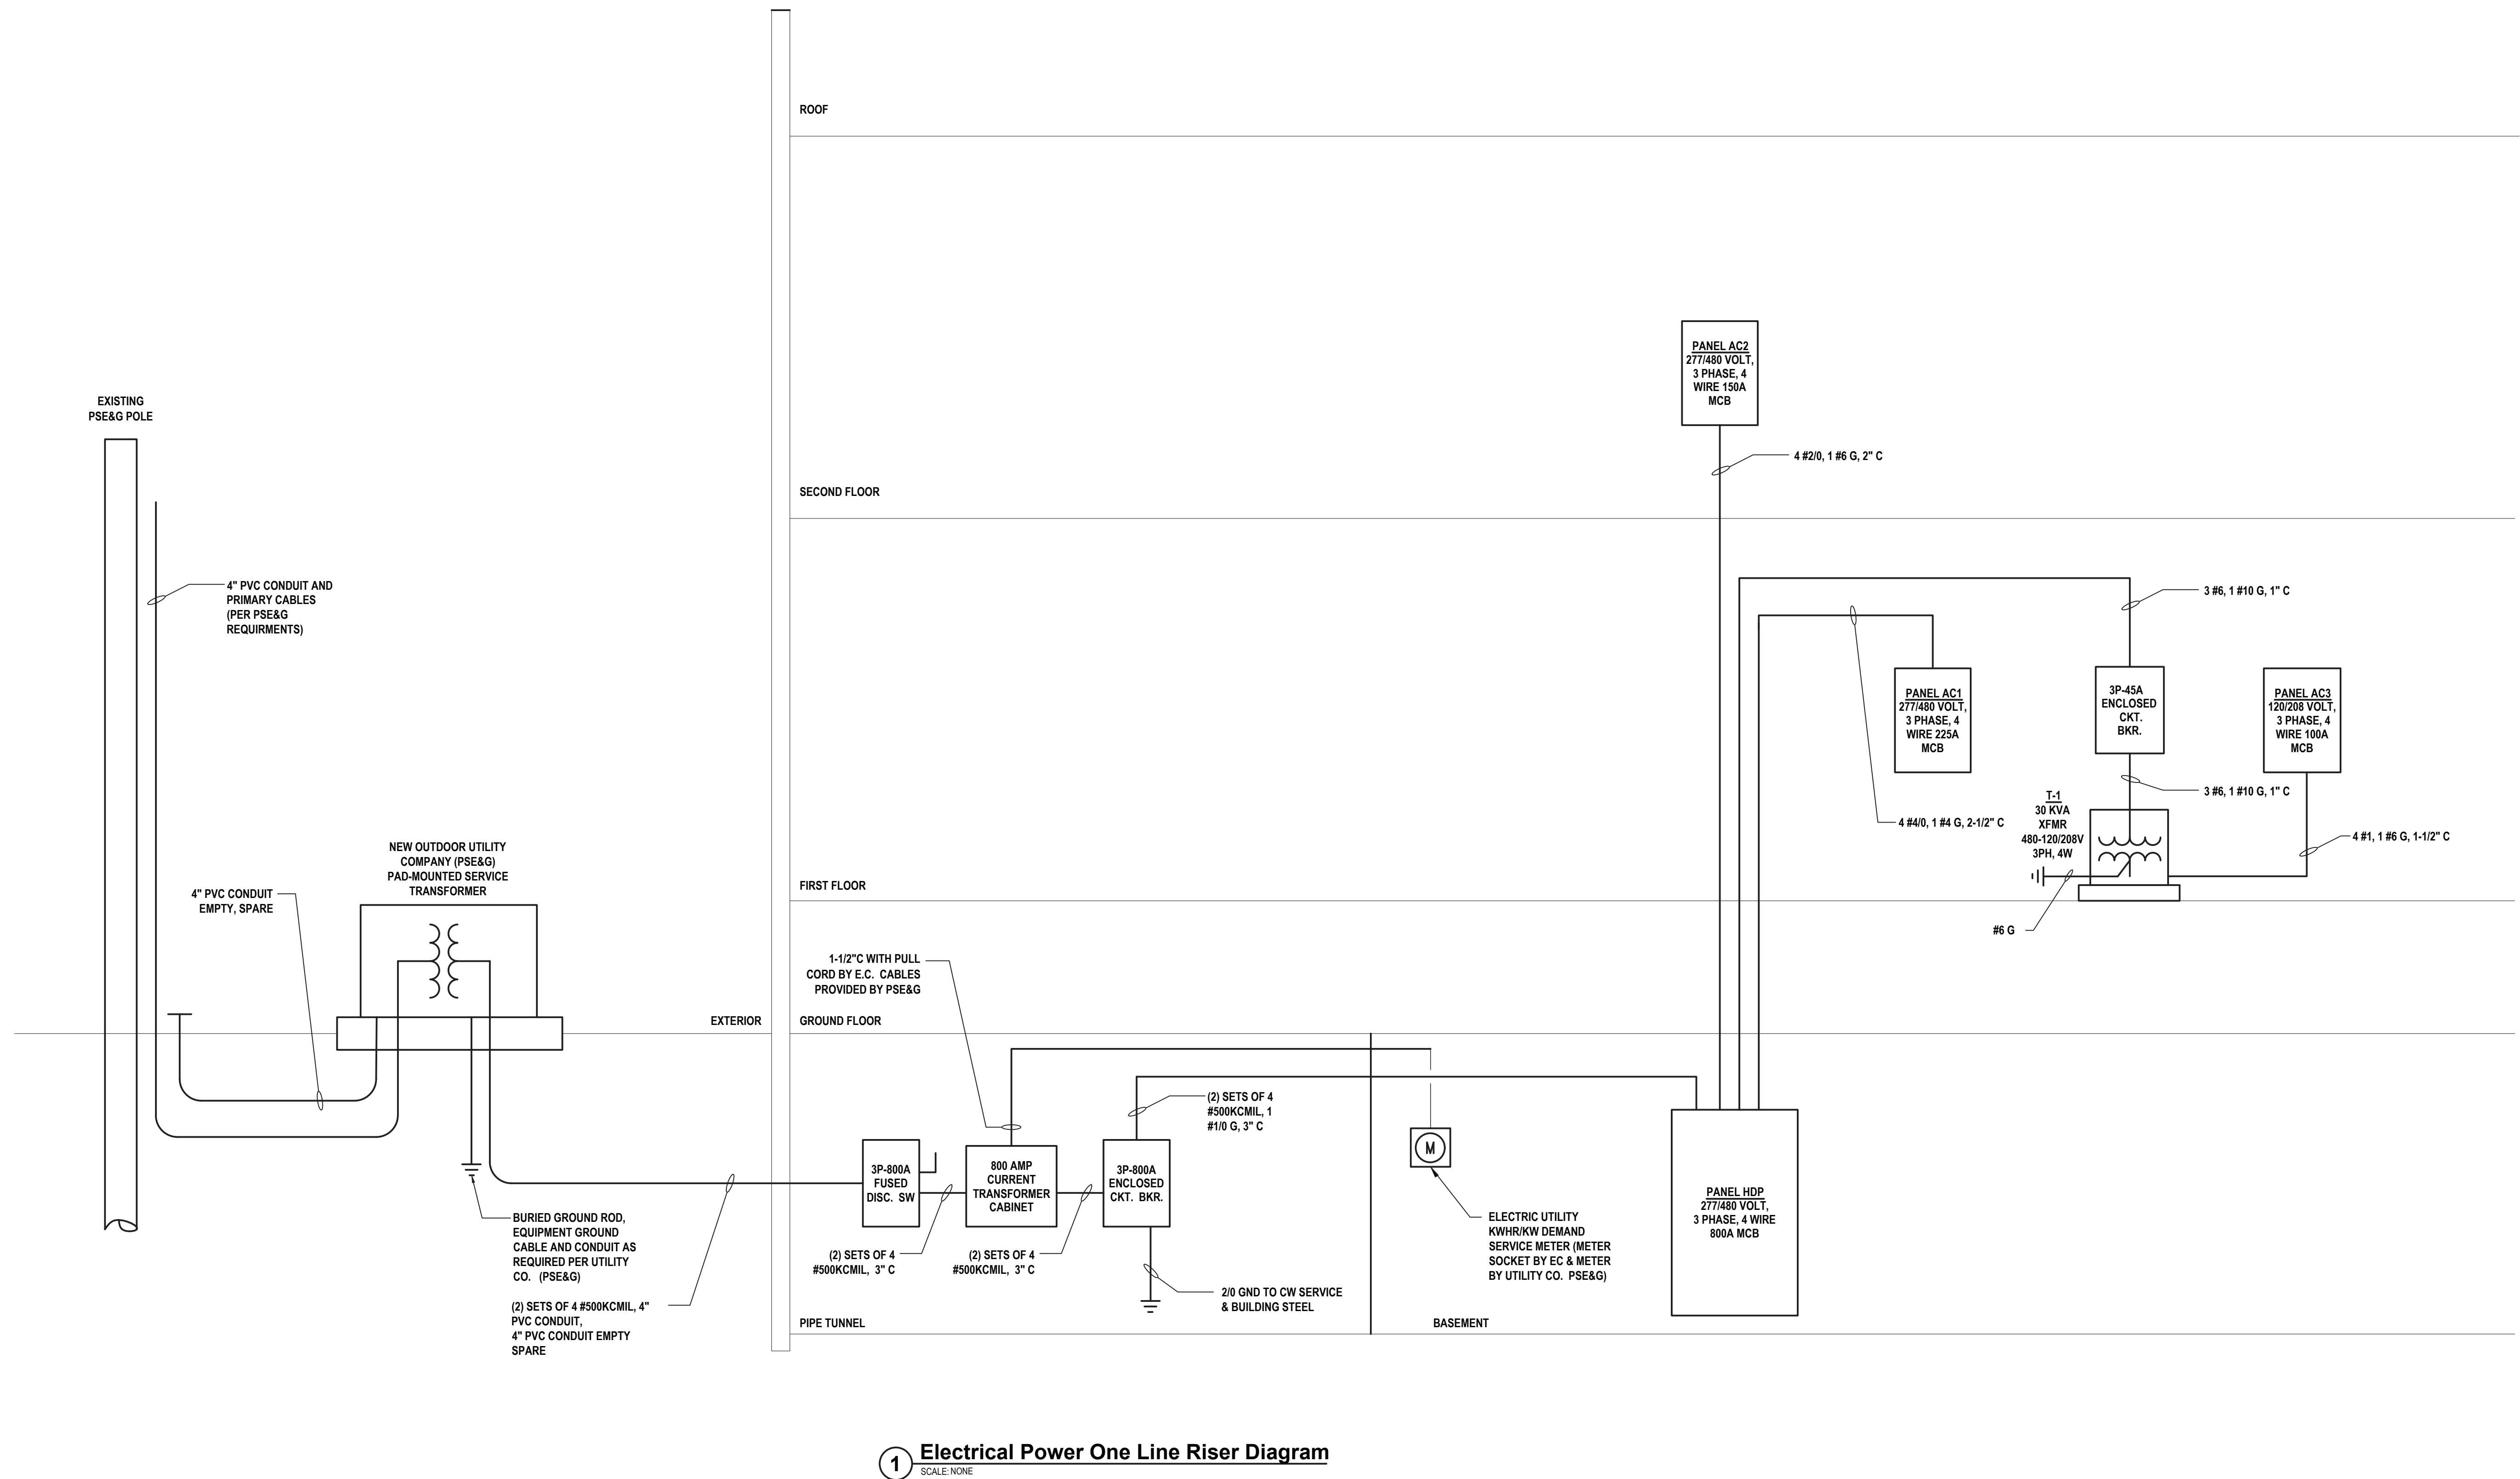 ROOF
PANEL AC2
277/480 VOLT,
3 PHASE, 4
WIRE 150A
MCB
EXISTING
PSE&G POLE
4 #2/0, 1 #6 G, 2" C
SECOND FLOOR
4" PVC CONDUIT AND
PRIMARY CABLES
(PER PSE&G
REQUIRMENTS)
3 #6, 1 #10 G, 1" C
PANEL AC1
277/480 VOLT,
3 PHASE, 4
WIRE 225A
MCB
3P-45A
ENCLOSED
CKT.
BKR.
PANEL AC3
120/208 VOLT,
3 PHASE, 4
WIRE 100A
MCB
3 #6, 1 #10 G, 1" C
T-1
30 KVA
XFMR
480-120/208V
3PH, 4W
4 #4/0, 1 #4 G, 2-1/2" C
4 #1, 1 #6 G, 1-1/2" C
NEW OUTDOOR UTILITY
COMPANY (PSE&G)
PAD-MOUNTED SERVICE
TRANSFORMER
4" PVC CONDUIT
EMPTY, SPARE
FIRST FLOOR
#6 G
1-1/2"C WITH PULL
CORD BY E.C. CABLES
PROVIDED BY PSE&G
EXTERIOR
GROUND FLOOR
(2) SETS OF 4
#500KCMIL, 1
#1/0 G, 3" C
3P-800A
FUSED
DISC. SW
800 AMP
CURRENT
TRANSFORMER
CABINET
3P-800A
ENCLOSED
CKT. BKR.
M
PANEL HDP
277/480 VOLT,
3 PHASE, 4 WIRE
800A MCB
BURIED GROUND ROD,
EQUIPMENT GROUND
CABLE AND CONDUIT AS
REQUIRED PER UTILITY
CO. (PSE&G)
(2) SETS OF 4
#500KCMIL, 3" C
(2) SETS OF 4
#500KCMIL, 3" C
ELECTRIC UTILITY
KWHR/KW DEMAND
SERVICE METER (METER
SOCKET BY EC & METER
BY UTILITY CO. PSE&G)
2/0 GND TO CW SERVICE
& BUILDING STEEL
(2) SETS OF 4 #500KCMIL, 4"
PVC CONDUIT,
4" PVC CONDUIT EMPTY
SPARE
PIPE TUNNEL
BASEMENT
1
Electrical Power One Line Riser Diagram
SCALE: NONE